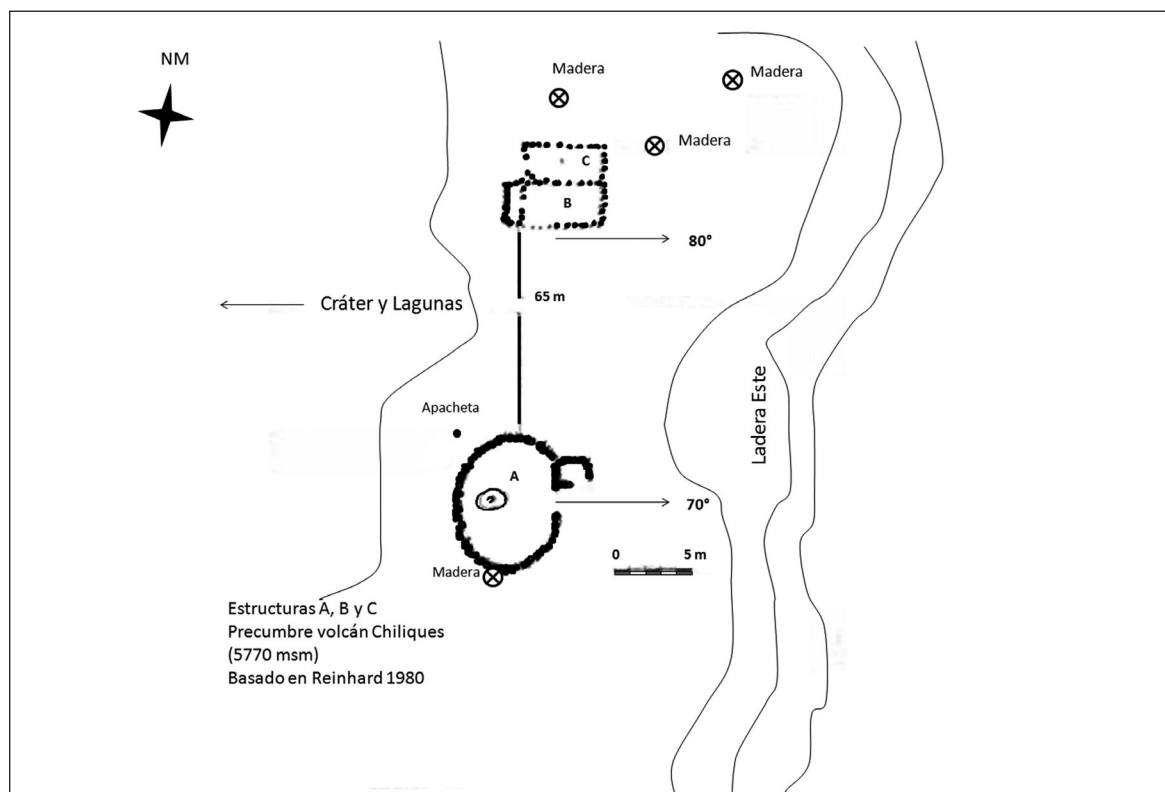 NM
Madera
Madera
Madera
C
B
80°
65 m
Cráter y Lagunas
Apacheta
A
Ladera Este
70°
0 5 m
Madera
Estructuras A, B y C
Precumbre volcán Chiliques
(5770 msm)
Basado en Reinhard 1980